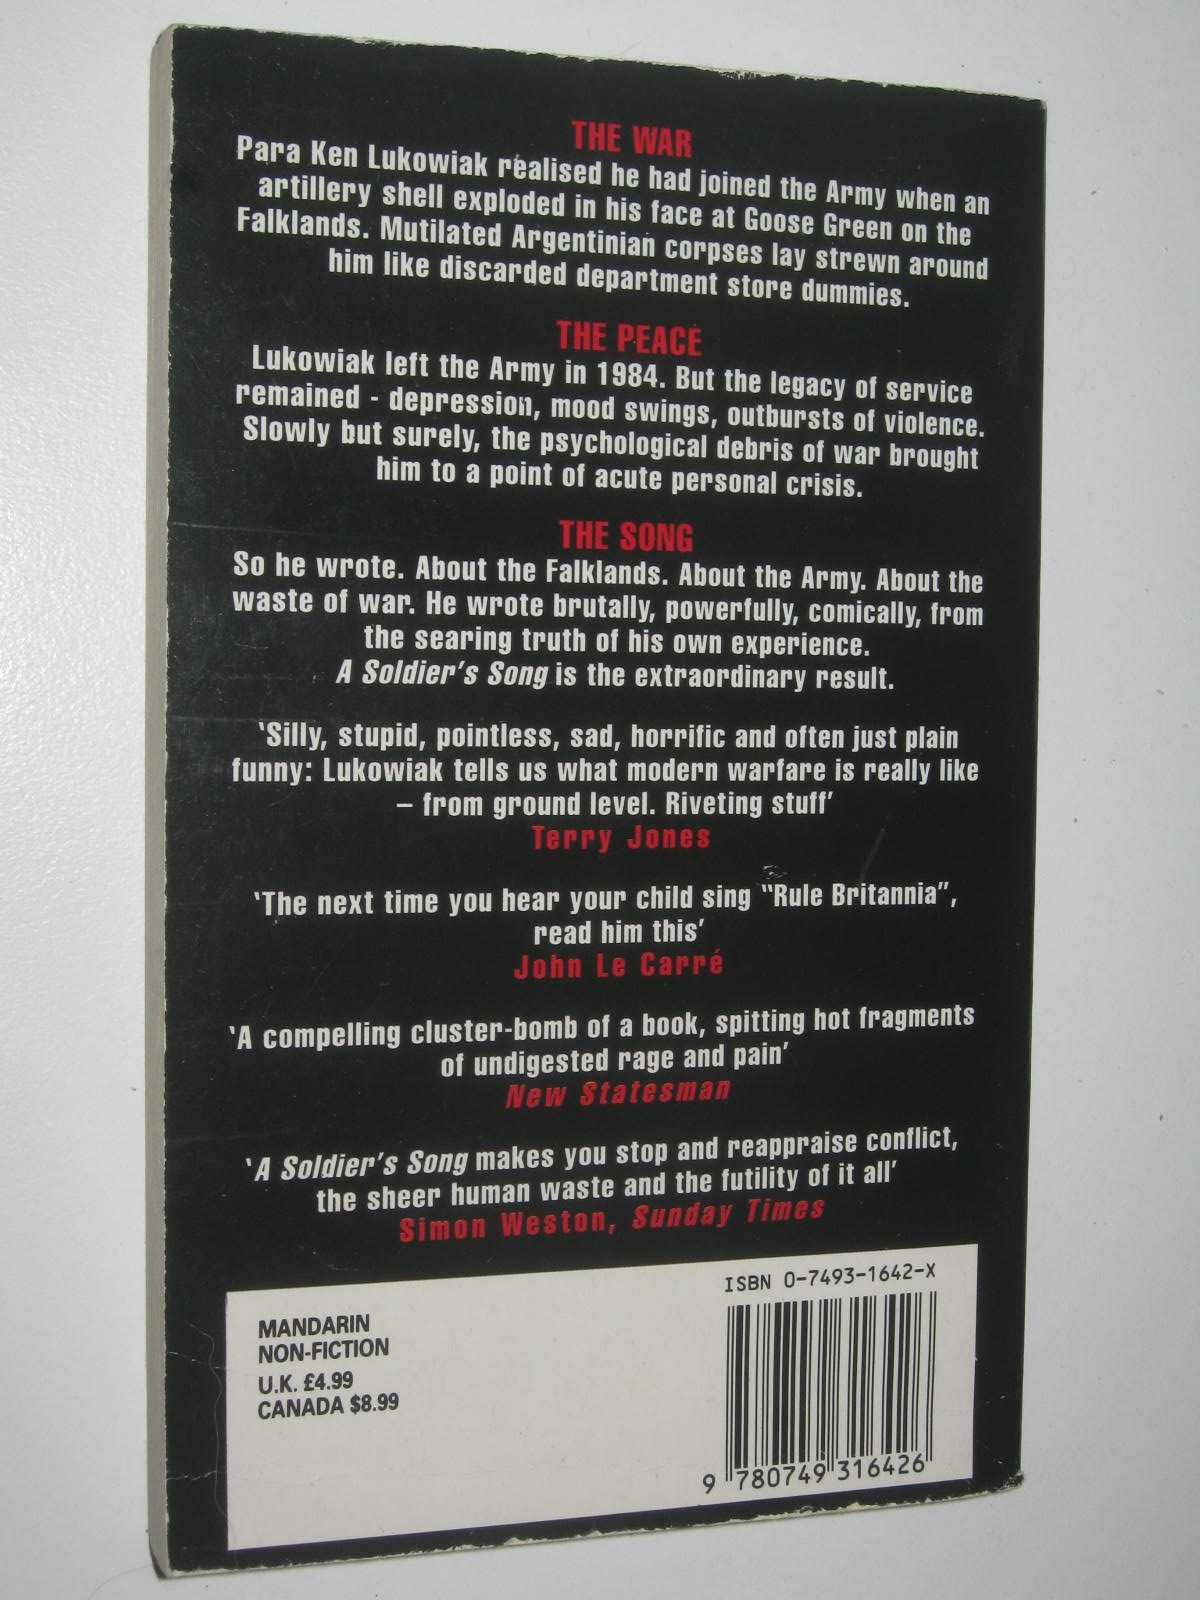 THE WAR
Para Ken Lukowiak realised he had joined the Army when an
artillery shell exploded in his face at Goose Green on the
Falklands. Mutilated Argentinian corpses lay strewn around
him like discarded department store dummies.
THE PEACE
Lukowiak left the Army in 1984. But the legacy of service
remained - depression, mood swings, outbursts of violence.
Slowly but surely, the psychological debris of war brought
him to a point of acute personal crisis.
THE SONG
So he wrote. About the Falklands. About the Army. About the
waste of war. He wrote brutally, powerfully, comically, from
the searing truth of his own experience.
A Soldier's Song is the extraordinary result.
'Silly, stupid, pointless, sad, horrific and often just plain
funny: Lukowiak tells us what modern warfare is really like
– from ground level. Riveting stuff'
Terry Jones
'The next time you hear your child sing "Rule Britannia",
read him this'
John Le Carré
'A compelling cluster-bomb of a book, spitting hot fragments
of undigested rage and pain'
New Statesman
'A Soldier's Song makes you stop and reappraise conflict,
the sheer human waste and the futility of it all'
Simon Weston, Sunday Times
MANDARIN
NON-FICTION
U.K. £4.99
CANADA $8.99
ISBN 0-7493-1642-X
9 780749 316426